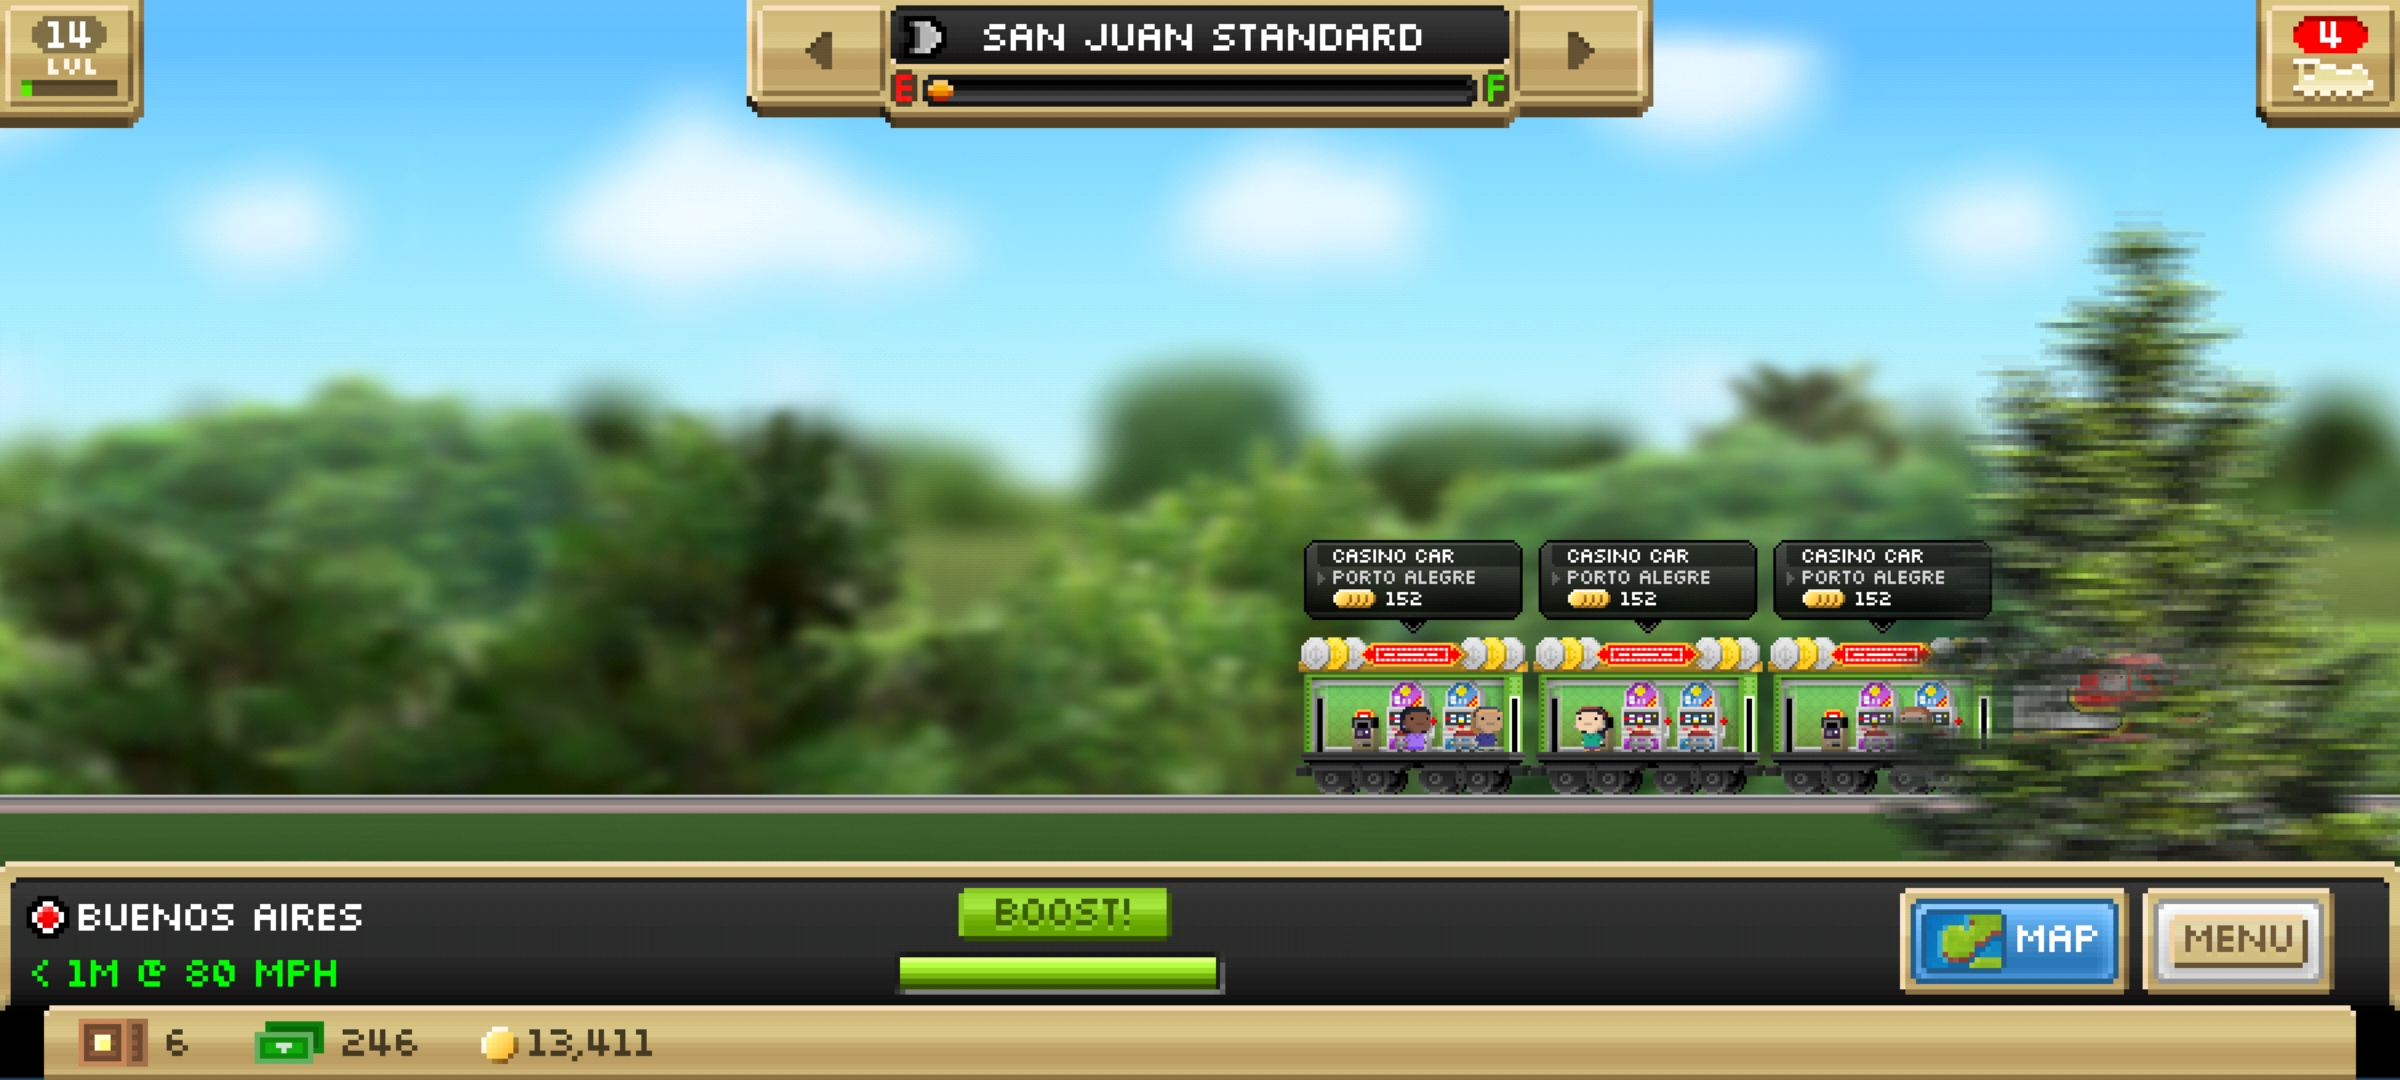 14
LVL
SAN JUAN STANDARD
E
F
4
CASINO CAR
PORTO ALEGRE
152
CASINO CAR
PORTO ALEGRE
152
CASINO CAR
PORTO ALEGRE
152
BUENOS AIRES
< 1M @ 80 MPH
BOOST!
MAP
MENU
6
246
13,411